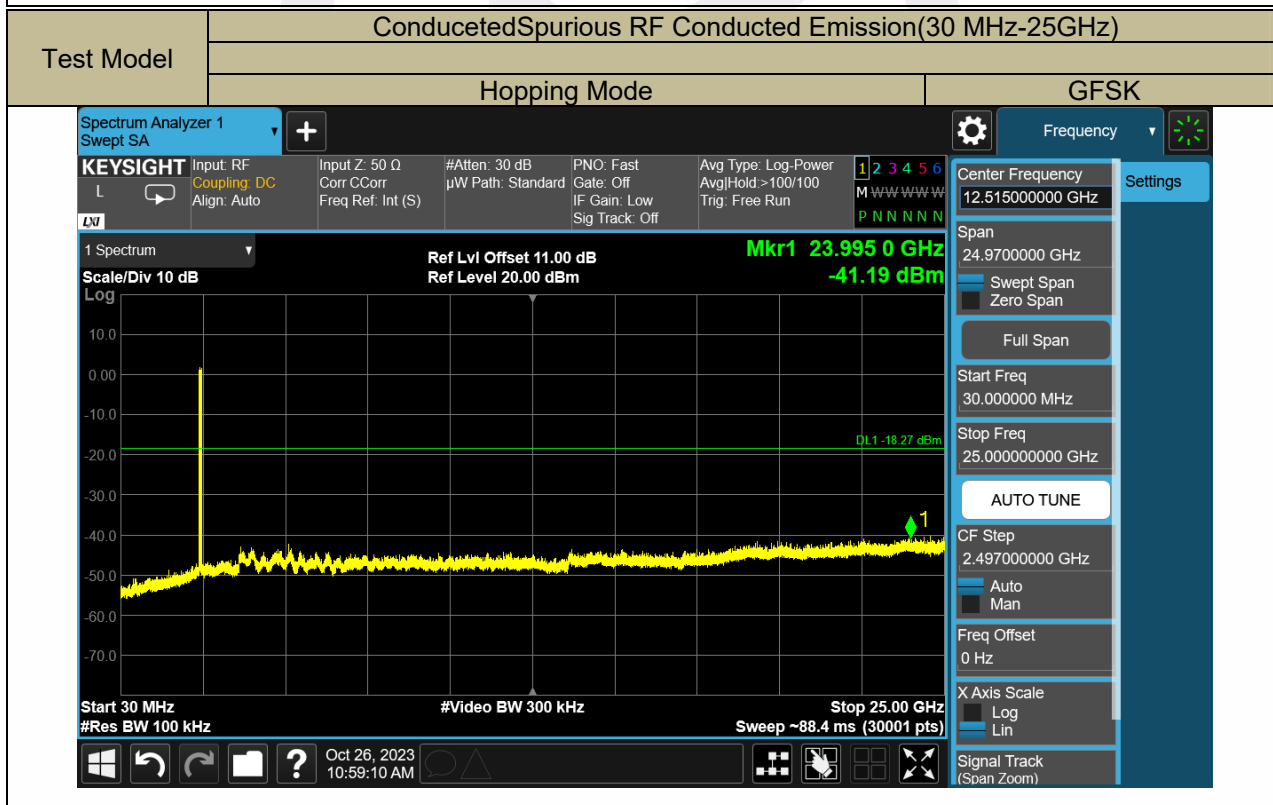 Test Model
ConducetedSpurious RF Conducted Emission(30 MHz-25GHz)
Hopping Mode
GFSK
Spectrum Analyzer 1
Swept SA
Frequency
KEYSIGHT
L
LXI
Input: RF
Coupling: DC
Align: Auto
Input Z: 50 Ω
Corr CCorr
Freq Ref: Int (S)
#Atten: 30 dB
µW Path: Standard
PNO: Fast
Gate: Off
IF Gain: Low
Sig Track: Off
Avg Type: Log-Power
Avg|Hold:>100/100
Trig: Free Run
1 2 3 4 5 6
M W W W W W
P N N N N N
1 Spectrum
Scale/Div 10 dB
Log
Ref Lvl Offset 11.00 dB
Ref Level 20.00 dBm
Mkr1 23.995 0 GHz
-41.19 dBm
10.0
0.00
-10.0
-20.0
-30.0
-40.0
-50.0
-60.0
-70.0
DL1 -18.27 dBm
1
Start 30 MHz
#Res BW 100 kHz
#Video BW 300 kHz
Stop 25.00 GHz
Sweep ~88.4 ms (30001 pts)
Center Frequency
12.515000000 GHz
Settings
Span
24.9700000 GHz
Swept Span
Zero Span
Full Span
Start Freq
30.000000 MHz
Stop Freq
25.000000000 GHz
AUTO TUNE
CF Step
2.497000000 GHz
Auto
Man
Freq Offset
0 Hz
X Axis Scale
Log
Lin
Signal Track
(Span Zoom)
?
Oct 26, 2023
10:59:10 AM